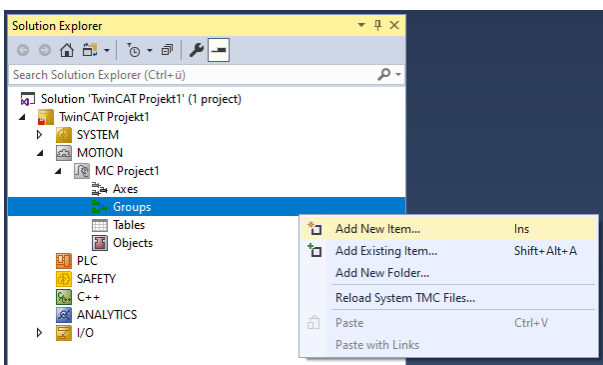 Solution Explorer
Search Solution Explorer (Ctrl+ü)
Solution 'TwinCAT Projekt1' (1 project)
TwinCAT Projekt1
SYSTEM
MOTION
MC Project1
Axes
Groups
Tables
Objects
PLC
SAFETY
C++
ANALYTICS
I/O
Add New Item... Ins
Add Existing Item... Shift+Alt+A
Add New Folder...
Reload System TMC Files...
Paste Ctrl+V
Paste with Links